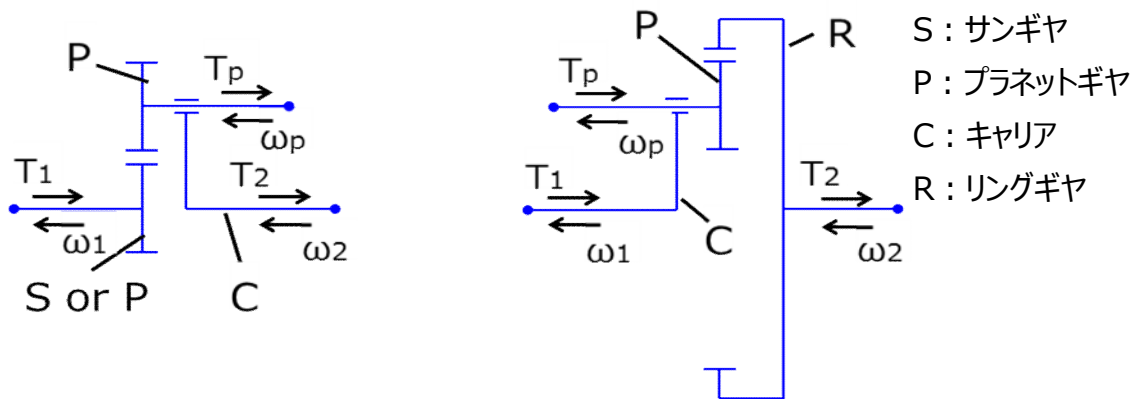 P
Tp
ωp
T1
T2
ω1
ω2
S or P
C
P
R
Tp
ωp
T1
T2
C
ω1
ω2
S：サンギヤ
P：プラネットギヤ
C：キャリア
R：リングギヤ